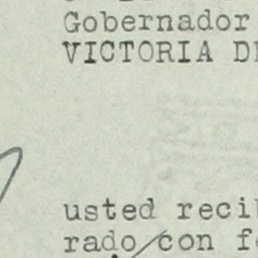 Gobernador
VICTORIA D
usted reci
rado con f